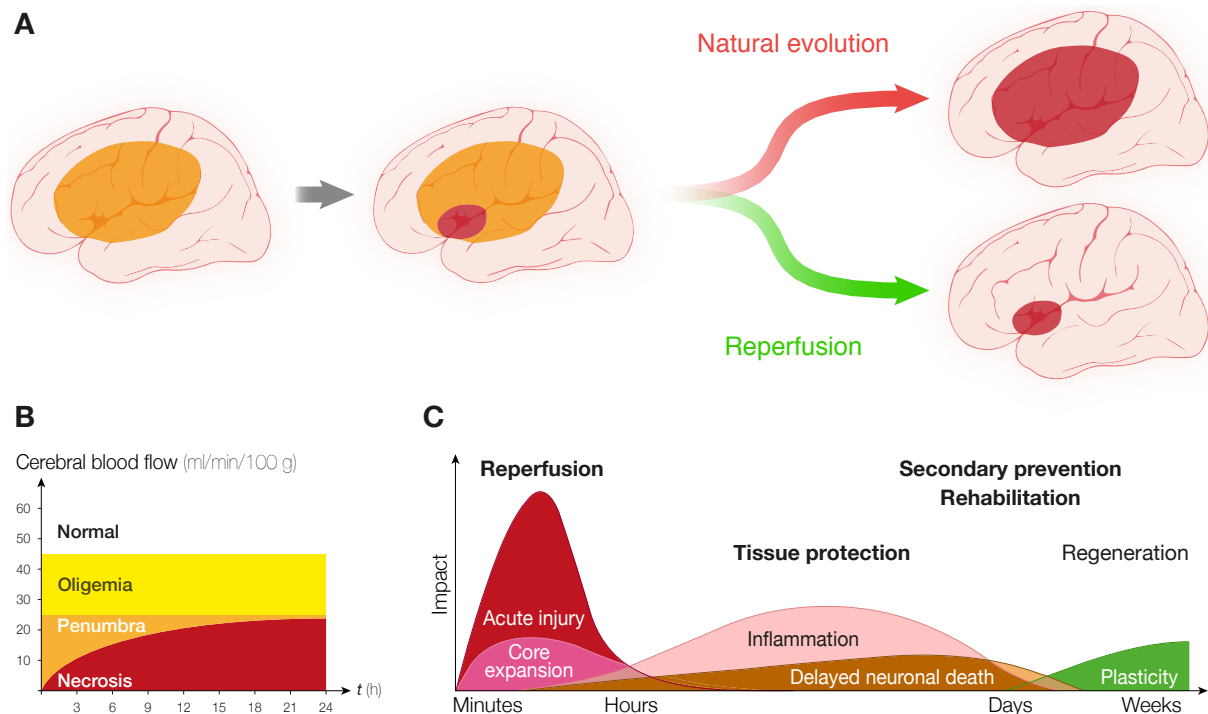 A
Natural evolution
Reperfusion
B
Cerebral blood flow (ml/min/100 g)
60
50
40
30
20
10
Normal
Oligemia
Penumbra
Necrosis
t (h)
3 6 9 12 15 18 21 24
C
Impact
Reperfusion
Secondary prevention
Rehabilitation
Tissue protection
Regeneration
Acute injury
Core
expansion
Inflammation
Delayed neuronal death
Plasticity
Minutes Hours Days Weeks